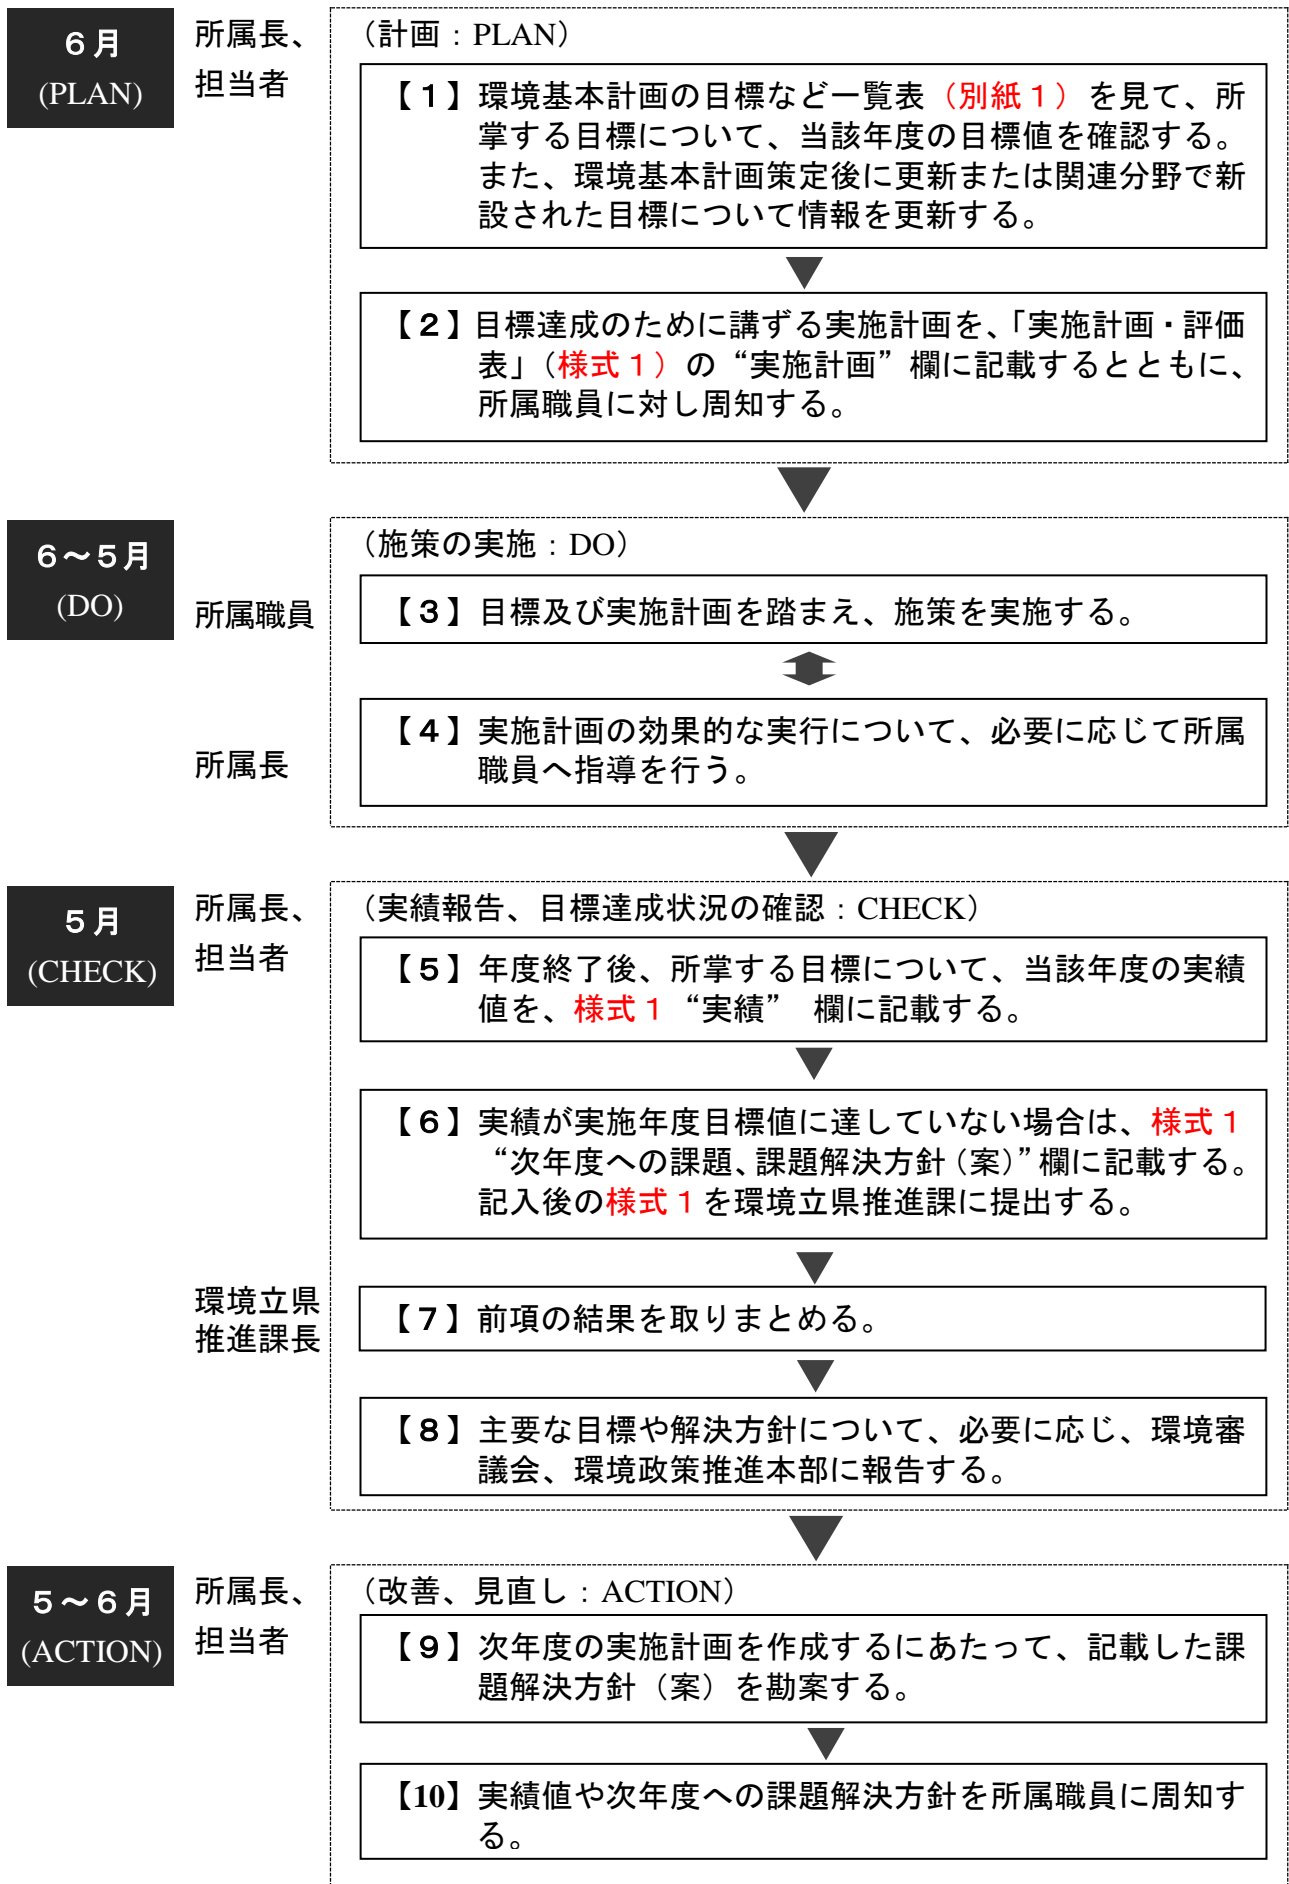 ６月
(PLAN)
所属長、
担当者
（計画：PLAN）
【１】環境基本計画の目標など一覧表（別紙１）を見て、所
掌する目標について、当該年度の目標値を確認する。
また、環境基本計画策定後に更新または関連分野で新
設された目標について情報を更新する。
【２】目標達成のために講ずる実施計画を、「実施計画・評価
表」（様式１）の“実施計画”欄に記載するとともに、
所属職員に対し周知する。
６～５月
(DO)
（施策の実施：DO）
所属職員
【３】目標及び実施計画を踏まえ、施策を実施する。
所属長
【４】実施計画の効果的な実行について、必要に応じて所属
職員へ指導を行う。
５月
(CHECK)
所属長、
担当者
（実績報告、目標達成状況の確認：CHECK）
【５】年度終了後、所掌する目標について、当該年度の実績
値を、様式１“実績”　欄に記載する。
【６】実績が実施年度目標値に達していない場合は、様式１
“次年度への課題、課題解決方針（案）”欄に記載する。
記入後の様式１を環境立県推進課に提出する。
環境立県
推進課長
【７】前項の結果を取りまとめる。
【８】主要な目標や解決方針について、必要に応じ、環境審
議会、環境政策推進本部に報告する。
５～６月
(ACTION)
所属長、
担当者
（改善、見直し：ACTION）
【９】次年度の実施計画を作成するにあたって、記載した課
題解決方針（案）を勘案する。
【10】実績値や次年度への課題解決方針を所属職員に周知す
る。